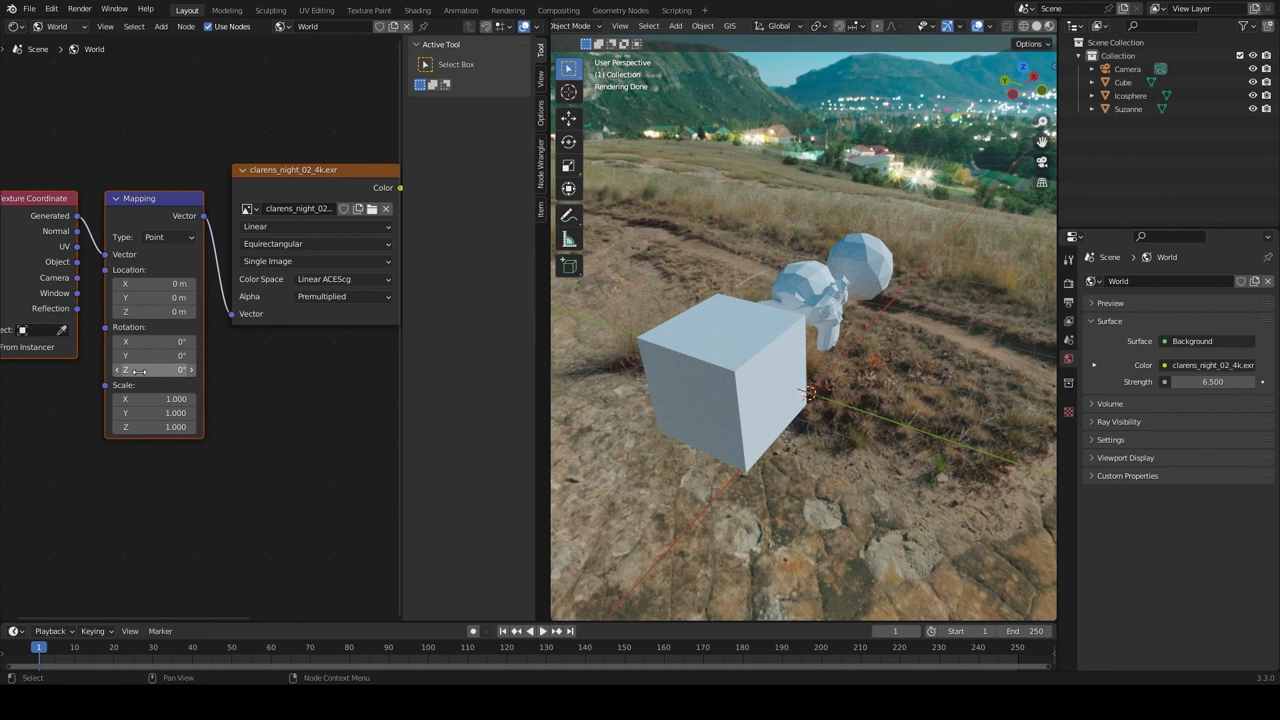 File Edit Render Window Help Layout Modeling Sculpting UV Editing Texture Paint Shading Animation Rendering Compositing Geometry Nodes Scripting Scene View Layer
World View Select Add Node Use Nodes World
Object Mode View Select Add Object GIS Global
Scene World
Active Tool
Select Box
Tool
View
Options
Node Wrangler
Item
Texture Coordinate
Generated
Normal
UV
Object
Camera
Window
Reflection
From Instancer
Mapping
Vector
Type: Point
Vector
Location:
X 0 m
Y 0 m
Z 0 m
Rotation:
X 0°
Y 0°
Z 0°
Scale:
X 1.000
Y 1.000
Z 1.000
clarens_night_02_4k.exr
Color
clarens_night_02...
Linear
Equirectangular
Single Image
Color Space Linear ACEScg
Alpha Premultiplied
Vector
Options
User Perspective
(1) Collection
Rendering Done
Z
Y
X
Scene Collection
Collection
Camera
Cube
Icosphere
Suzanne
Scene World
World
Preview
Surface
Surface Background
Color clarens_night_02_4k.exr
Strength 6.500
Volume
Ray Visibility
Settings
Viewport Display
Custom Properties
Playback Keying View Marker 1 Start 1 End 250
1 10 20 30 40 50 60 70 80 90 100 110 120 130 140 150 160 170 180 190 200 210 220 230 240 250
Select Pan View Node Context Menu 3.3.0